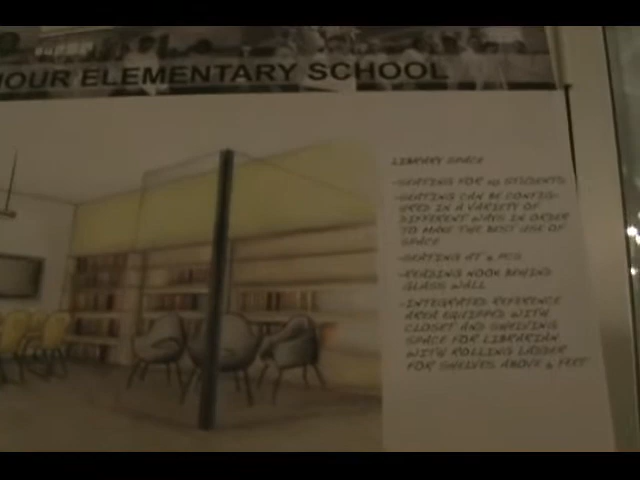 HOUR ELEMENTARY SCHOOL
LIBRARY SPACE
-SEATING FOR STUDENTS
-SEATING CAN BE CONFIG-
URED IN A VARIETY OF
DIFFERENT WAYS IN ORDER
TO MAKE THE BEST USE OF
SPACE
-SEATING AT
-READING NOOK BEHIND
GLASS WALL
-INTEGRATED REFERENCE
AREA EQUIPPED WITH
CLOSET AND SHELVING
SPACE FOR LIBRARIAN
WITH ROLLING LADDER
FOR SHELVES ABOVE 6 FEET